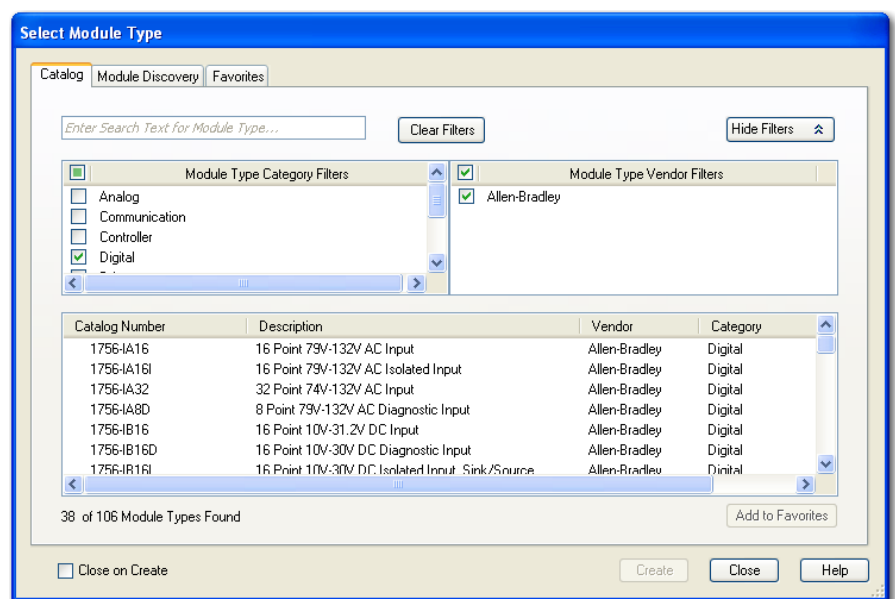 Select Module Type
Catalog Module Discovery Favorites
Enter Search Text for Module Type...
Clear Filters
Hide Filters
Module Type Category Filters
Module Type Vendor Filters
Analog
Allen-Bradley
Communication
Controller
Digital
Catalog Number Description Vendor Category
1756-IA16 16 Point 79V-132V AC Input Allen-Bradley Digital
1756-IA16I 16 Point 79V-132V AC Isolated Input Allen-Bradley Digital
1756-IA32 32 Point 74V-132V AC Input Allen-Bradley Digital
1756-IA8D 8 Point 79V-132V AC Diagnostic Input Allen-Bradley Digital
1756-IB16 16 Point 10V-31.2V DC Input Allen-Bradley Digital
1756-IB16D 16 Point 10V-30V DC Diagnostic Input Allen-Bradley Digital
1756-IB16I 16 Point 10V-30V DC Isolated Input, Sink/Source Allen-Bradley Digital
38 of 106 Module Types Found
Add to Favorites
Close on Create
Create Close Help